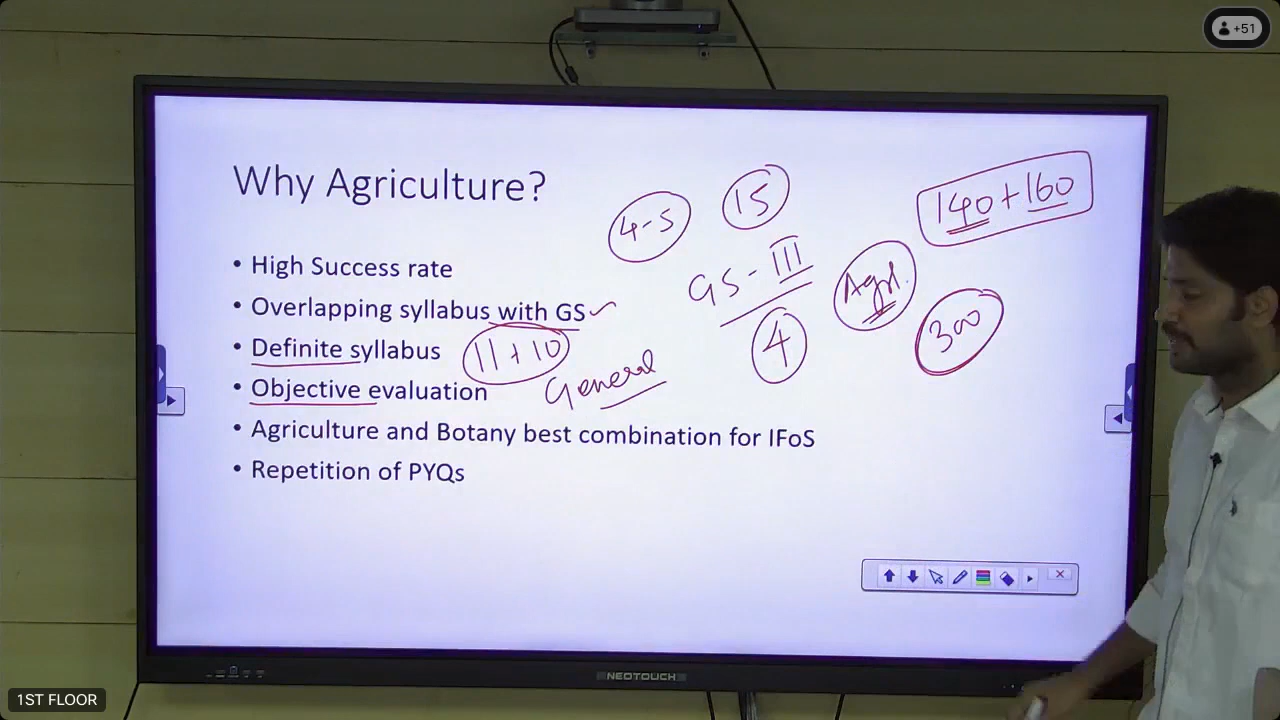 +51
Why Agriculture?
4-5
15
140+160
• High Success rate
GS-III
Agri.
• Overlapping syllabus with GS
300
• Definite syllabus
11+10
4
• Objective evaluation
General
• Agriculture and Botany best combination for IFoS
• Repetition of PYQs
NEOTOUCH
1ST FLOOR